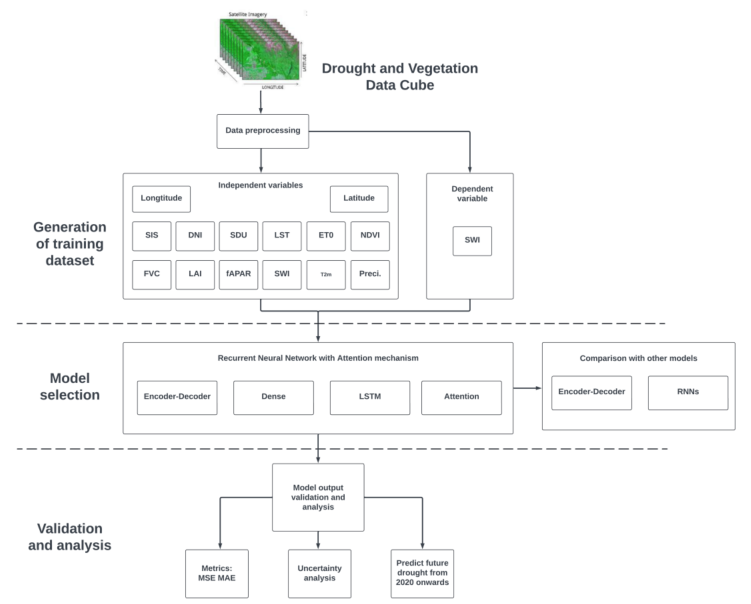 Satellite Imagery
TIME
LATITUDE
LONGITUDE
Drought and Vegetation
Data Cube
Data preprocessing
Generation
of training
dataset
Independent variables
Longtitude
Latitude
SIS
DNI
SDU
LST
ET0
NDVI
FVC
LAI
fAPAR
SWI
T2m
Preci.
Dependent
variable
SWI
Model
selection
Recurrent Neural Network with Attention mechanism
Encoder-Decoder
Dense
LSTM
Attention
Comparison with other models
Encoder-Decoder
RNNs
Validation
and analysis
Model output
validation and
analysis
Metrics:
MSE MAE
Uncertainty
analysis
Predict future
drought from
2020 onwards